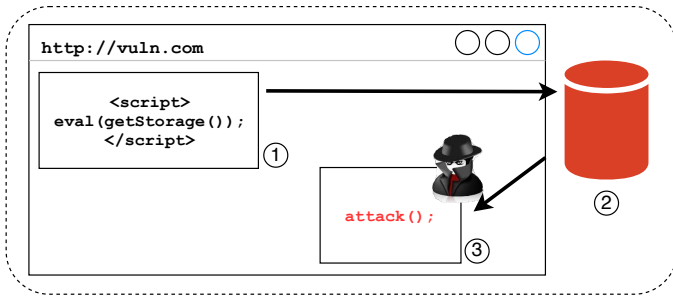 http://vuln.com
<script>
eval(getStorage());
</script>
1
attack();
3
2